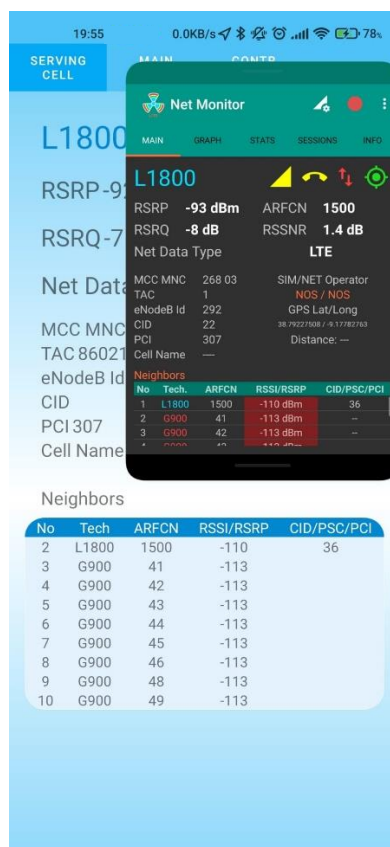 19:55 0.0KB/s 78%
SERVING CELL MAIN CONTR
Net Monitor
MAIN GRAPH STATS SESSIONS INFO
L1800
RSRP -93 dBm ARFCN 1500
RSRQ -8 dB RSSNR 1.4 dB
Net Data Type LTE
MCC MNC 268 03 SIM/NET Operator
TAC 1 NOS / NOS
eNodeB Id 292 GPS Lat/Long
CID 22 38.79227508 / -9.17782763
PCI 307 Distance: —
Cell Name —
Neighbors
No Tech. ARFCN RSSI/RSRP CID/PSC/PCI
1 L1800 1500 -110 dBm 36
2 G900 41 -113 dBm --
3 G900 42 -113 dBm --
L1800
RSRP -92
RSRQ -7
Net Data
MCC MNC
TAC 86021
eNodeB Id
CID
PCI 307
Cell Name
Neighbors
No Tech ARFCN RSSI/RSRP CID/PSC/PCI
2 L1800 1500 -110 36
3 G900 41 -113
4 G900 42 -113
5 G900 43 -113
6 G900 44 -113
7 G900 45 -113
8 G900 46 -113
9 G900 48 -113
10 G900 49 -113